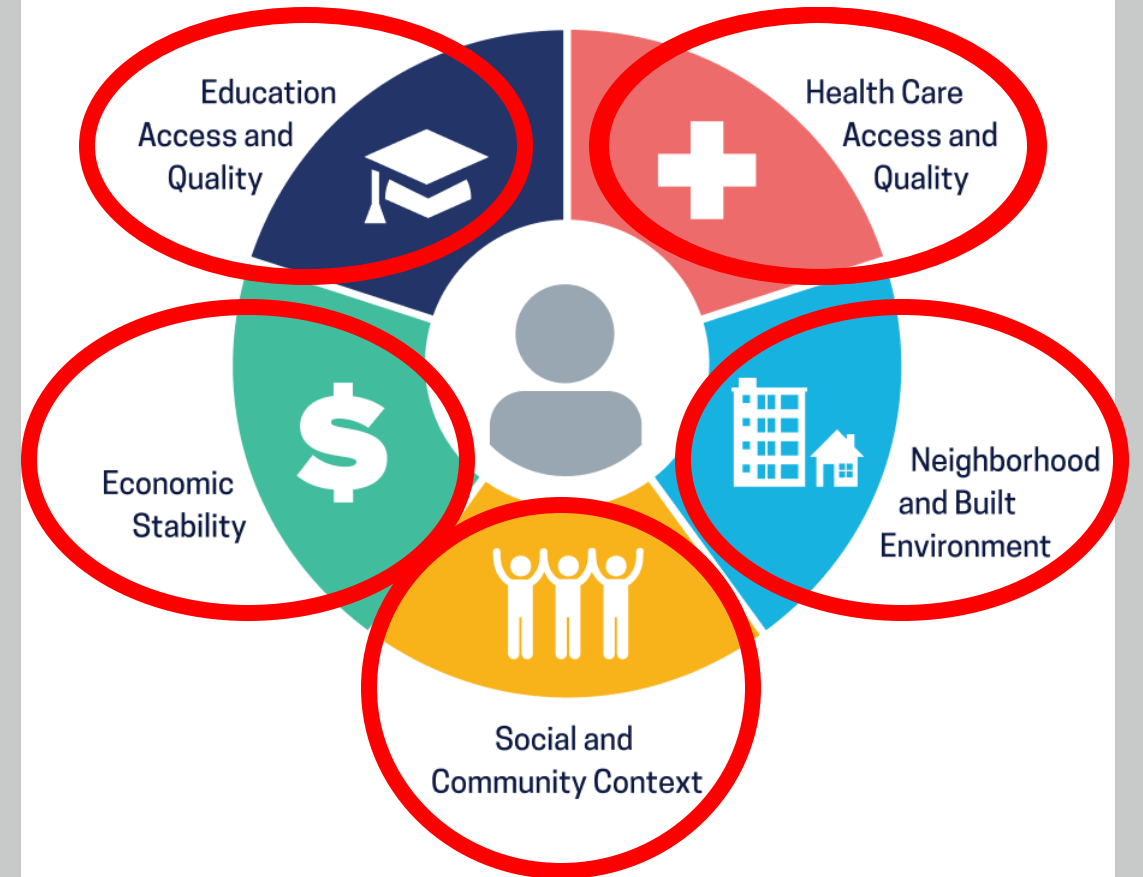 Education
Access and
Quality
Health Care
Access and
Quality
Economic
Stability
Neighborhood
and Built
Environment
Social and
Community Context